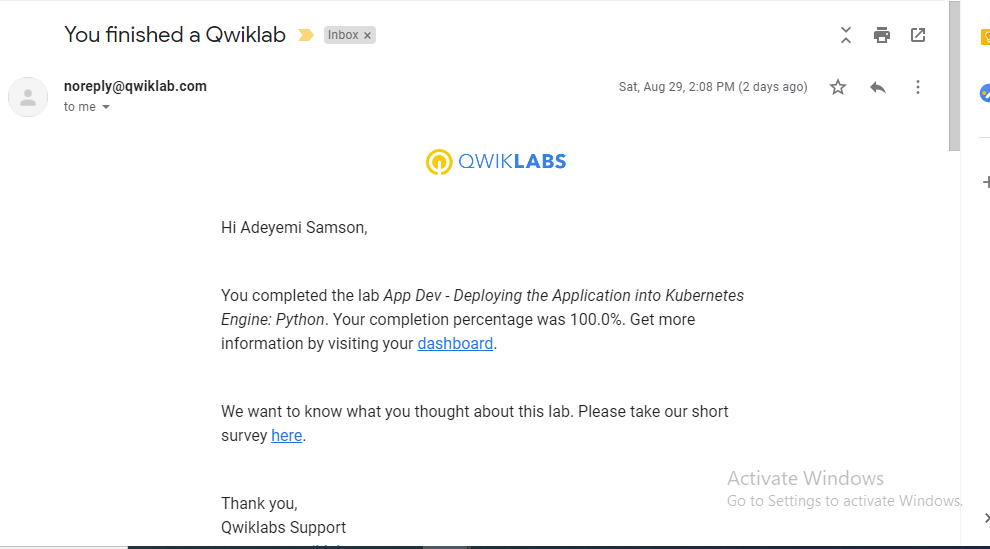 You finished a Qwiklab
Inbox x
noreply@qwiklab.com
Sat, Aug 29, 2:08 PM (2 days ago)
to me
QWIKLABS
Hi Adeyemi Samson,
You completed the lab App Dev - Deploying the Application into Kubernetes
Engine: Python. Your completion percentage was 100.0%. Get more
information by visiting your dashboard.
We want to know what you thought about this lab. Please take our short
survey here.
Activate Windows
Go to Settings to activate Windows.
Thank you,
Qwiklabs Support